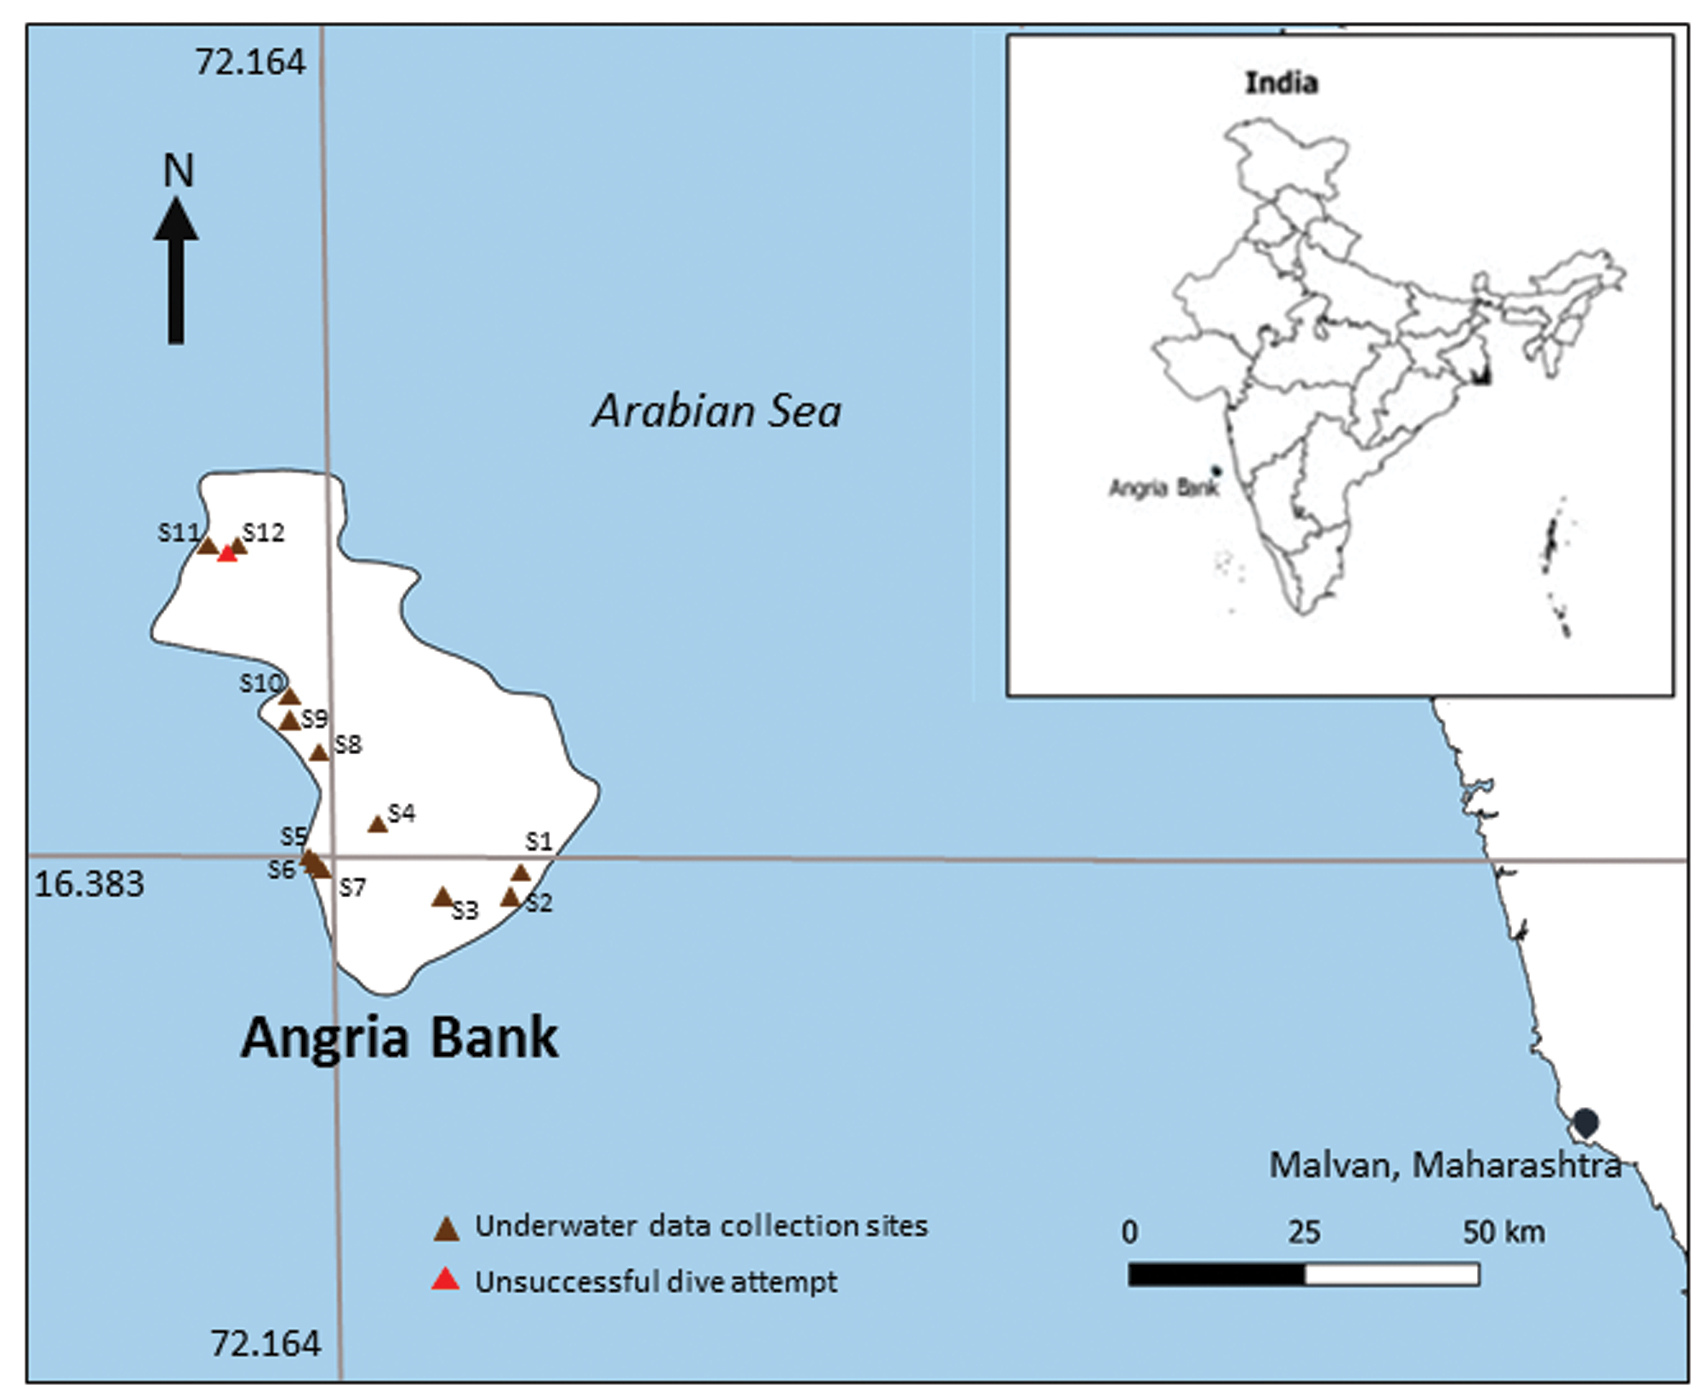 72.164
India
N
Arabian Sea
Angria Bank
S11
S12
S10
S9
S8
S4
S5
S1
S6
16.383
S7
S3
S2
Angria Bank
Malvan, Maharashtra
Underwater data collection sites
0 25 50 km
Unsuccessful dive attempt
72.164